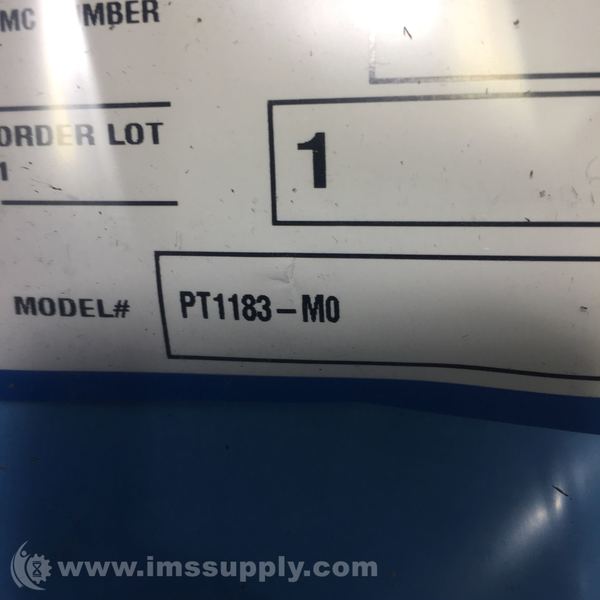 MC NUMBER
ORDER LOT
1
1
MODEL# PT1183-M0
www.imssupply.com